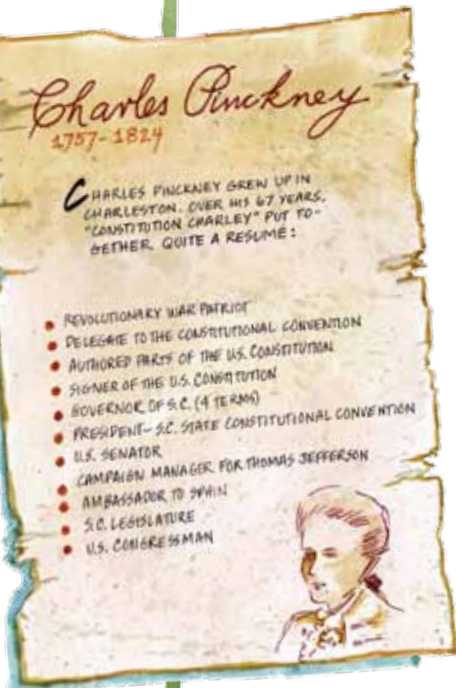 Charles Pinckney
1757-1824
CHARLES PINCKNEY GREW UP IN
CHARLESTON. OVER HIS 67 YEARS,
"CONSTITUTION CHARLEY" PUT TO-
GETHER QUITE A RESUMÉ:
• REVOLUTIONARY WAR PATRIOT
• DELEGATE TO THE CONSTITUTIONAL CONVENTION
• AUTHORED PARTS OF THE U.S. CONSTITUTION
• SIGNER OF THE U.S. CONSTITUTION
• GOVERNOR OF S.C. (4 TERMS)
• PRESIDENT- S.C. STATE CONSTITUTIONAL CONVENTION
• U.S. SENATOR
• CAMPAIGN MANAGER FOR THOMAS JEFFERSON
• AMBASSADOR TO SPAIN
• S.C. LEGISLATURE
• U.S. CONGRESSMAN